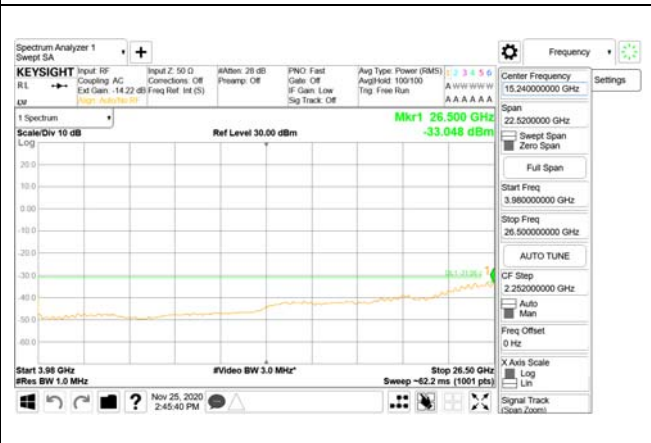 Spectrum Analyzer 1
Swept SA
+
Frequency
KEYSIGHT
Input: RF
Input Z: 50 Ω
#Atten: 28 dB
PNO: Fast
Avg Type: Power (RMS)
1 2 3 4 5 6
RL
Coupling: AC
Corrections: Off
Preamp: Off
Gate: Off
Avg|Hold: 100/100
A W W W W W
Ext Gain: -14.22 dB
Freq Ref: Int (S)
IF Gain: Low
Trig: Free Run
A A A A A A
Align: Auto/No RF
Sig Track: Off
Center Frequency
15.240000000 GHz
Settings
1 Spectrum
Mkr1 26.500 GHz
Scale/Div 10 dB
Ref Level 30.00 dBm
-33.048 dBm
Log
20.0
10.0
0.00
-10.0
-20.0
-30.0
-40.0
-50.0
-60.0
1
Start 3.98 GHz
#Video BW 3.0 MHz*
Stop 26.50 GHz
#Res BW 1.0 MHz
Sweep ~62.2 ms (1001 pts)
Span
22.5200000 GHz
Swept Span
Zero Span
Full Span
Start Freq
3.980000000 GHz
Stop Freq
26.500000000 GHz
AUTO TUNE
CF Step
2.252000000 GHz
Auto
Man
Freq Offset
0 Hz
X Axis Scale
Log
Lin
Signal Track
(Span Zoom)
?
Nov 25, 2020
2:45:40 PM